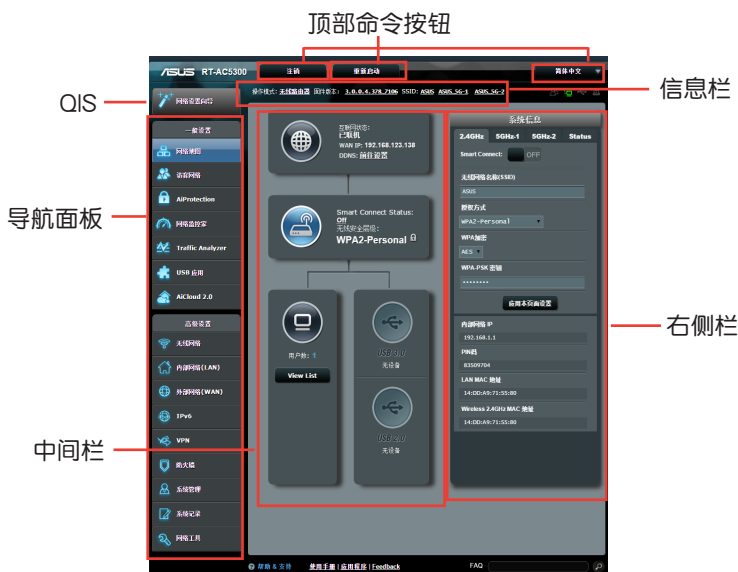 顶部命令按钮
ASUS RT-AC5300 注销 重新启动 简体中文
信息栏
操作模式: 无线路由器 固件版本: 3.0.0.4.378_7106 SSID: ASUS ASUS_5G-1 ASUS_5G-2
QIS
网络设置向导
导航面板
一般设置
网络地图
访客网络
AiProtection
网络监控家
Traffic Analyzer
USB 应用
AiCloud 2.0
高级设置
无线网络
内部网络(LAN)
外部网络(WAN)
IPv6
VPN
防火墙
系统管理
系统记录
网络工具
中间栏
互联网状态:
已联机
WAN IP: 192.168.123.138
DDNS: 前往设置
Smart Connect Status:
Off
无线安全层级:
WPA2-Personal
用户数: 1
View List
USB 3.0
无设备
USB 2.0
无设备
右侧栏
系统信息
2.4GHz 5GHz-1 5GHz-2 Status
Smart Connect: OFF
无线网络名称(SSID)
ASUS
授权方式
WPA2-Personal
WPA加密
AES
WPA-PSK 密钥
********
应用本页面设置
内部网络 IP
192.168.1.1
PIN码
83509704
LAN MAC 地址
14:DD:A9:71:55:80
Wireless 2.4GHz MAC 地址
14:DD:A9:71:55:80
帮助 & 支持 使用手册 | 应用程序 | Feedback FAQ